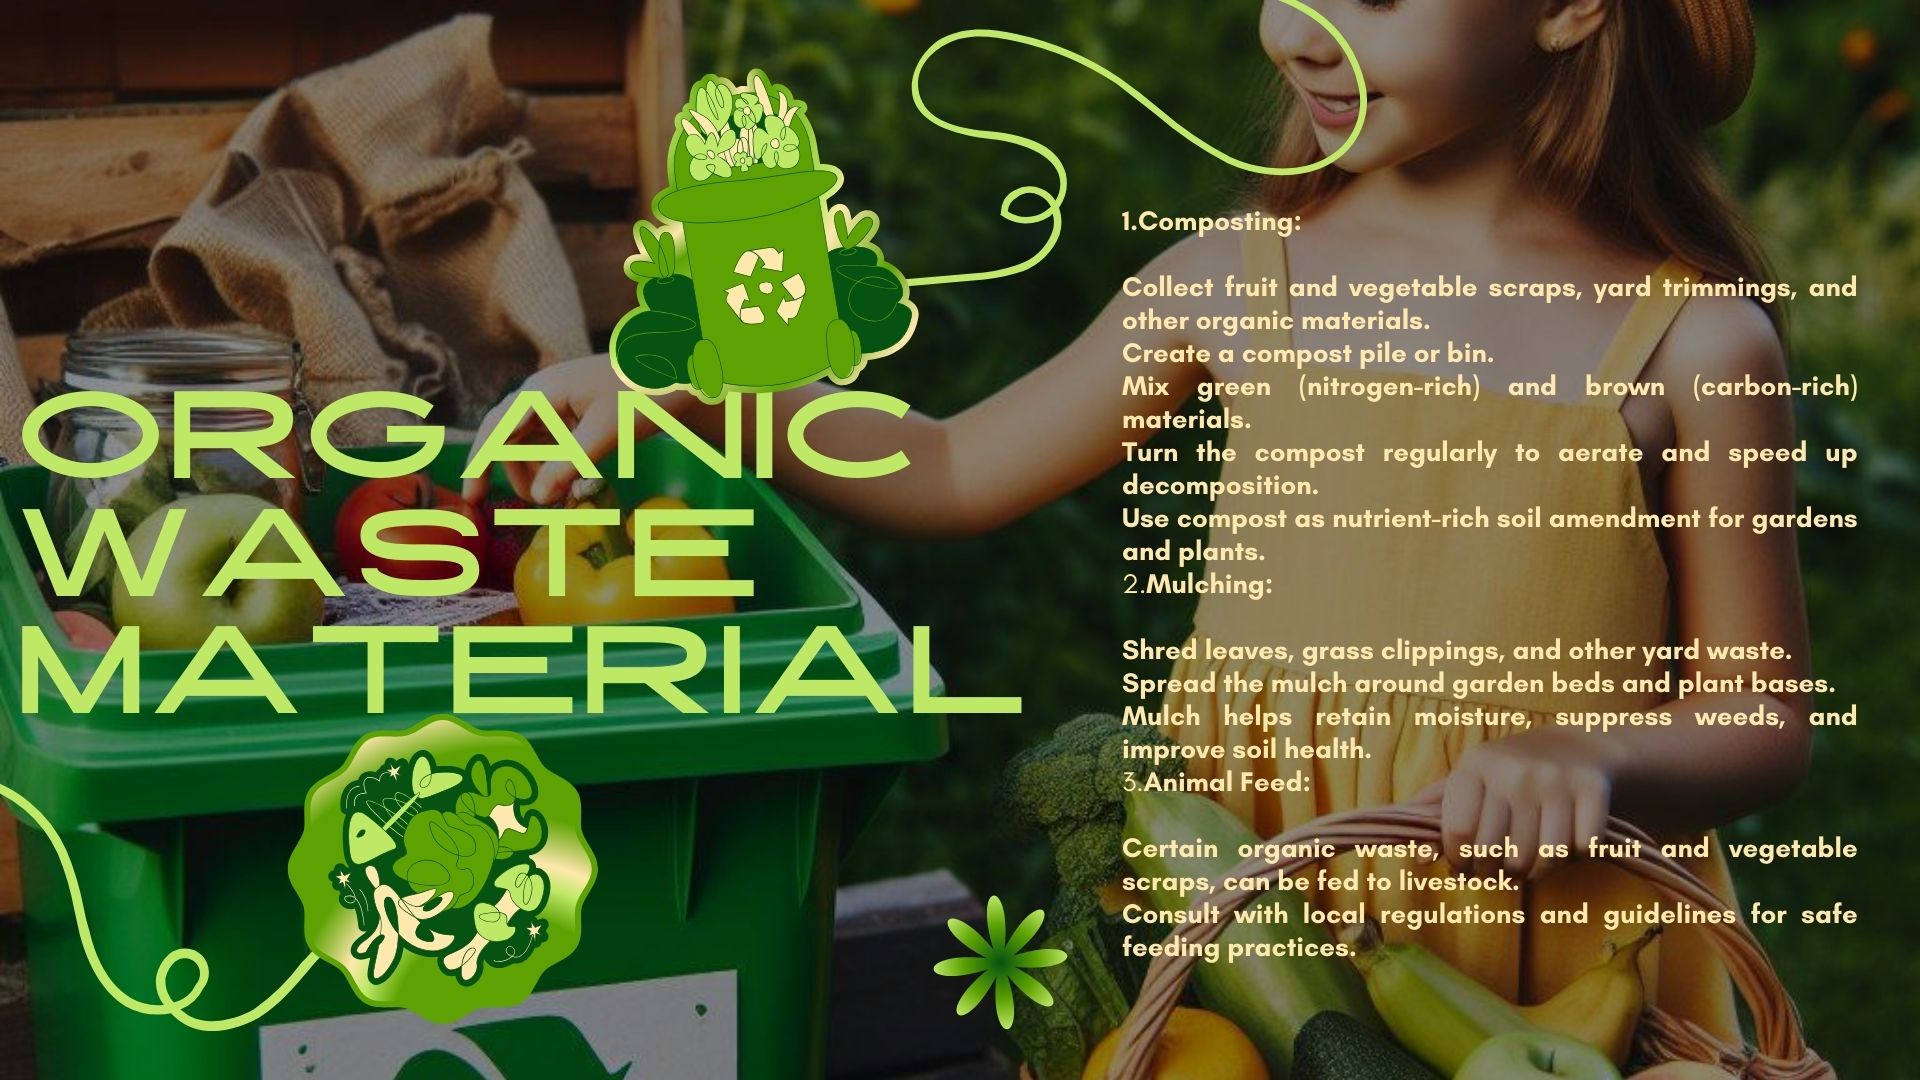 ORGANIC
WASTE
MATERIAL
1.Composting:
Collect fruit and vegetable scraps, yard trimmings, and
other organic materials.
Create a compost pile or bin.
Mix green (nitrogen-rich) and brown (carbon-rich)
materials.
Turn the compost regularly to aerate and speed up
decomposition.
Use compost as nutrient-rich soil amendment for gardens
and plants.
2.Mulching:
Shred leaves, grass clippings, and other yard waste.
Spread the mulch around garden beds and plant bases.
Mulch helps retain moisture, suppress weeds, and
improve soil health.
3.Animal Feed:
Certain organic waste, such as fruit and vegetable
scraps, can be fed to livestock.
Consult with local regulations and guidelines for safe
feeding practices.